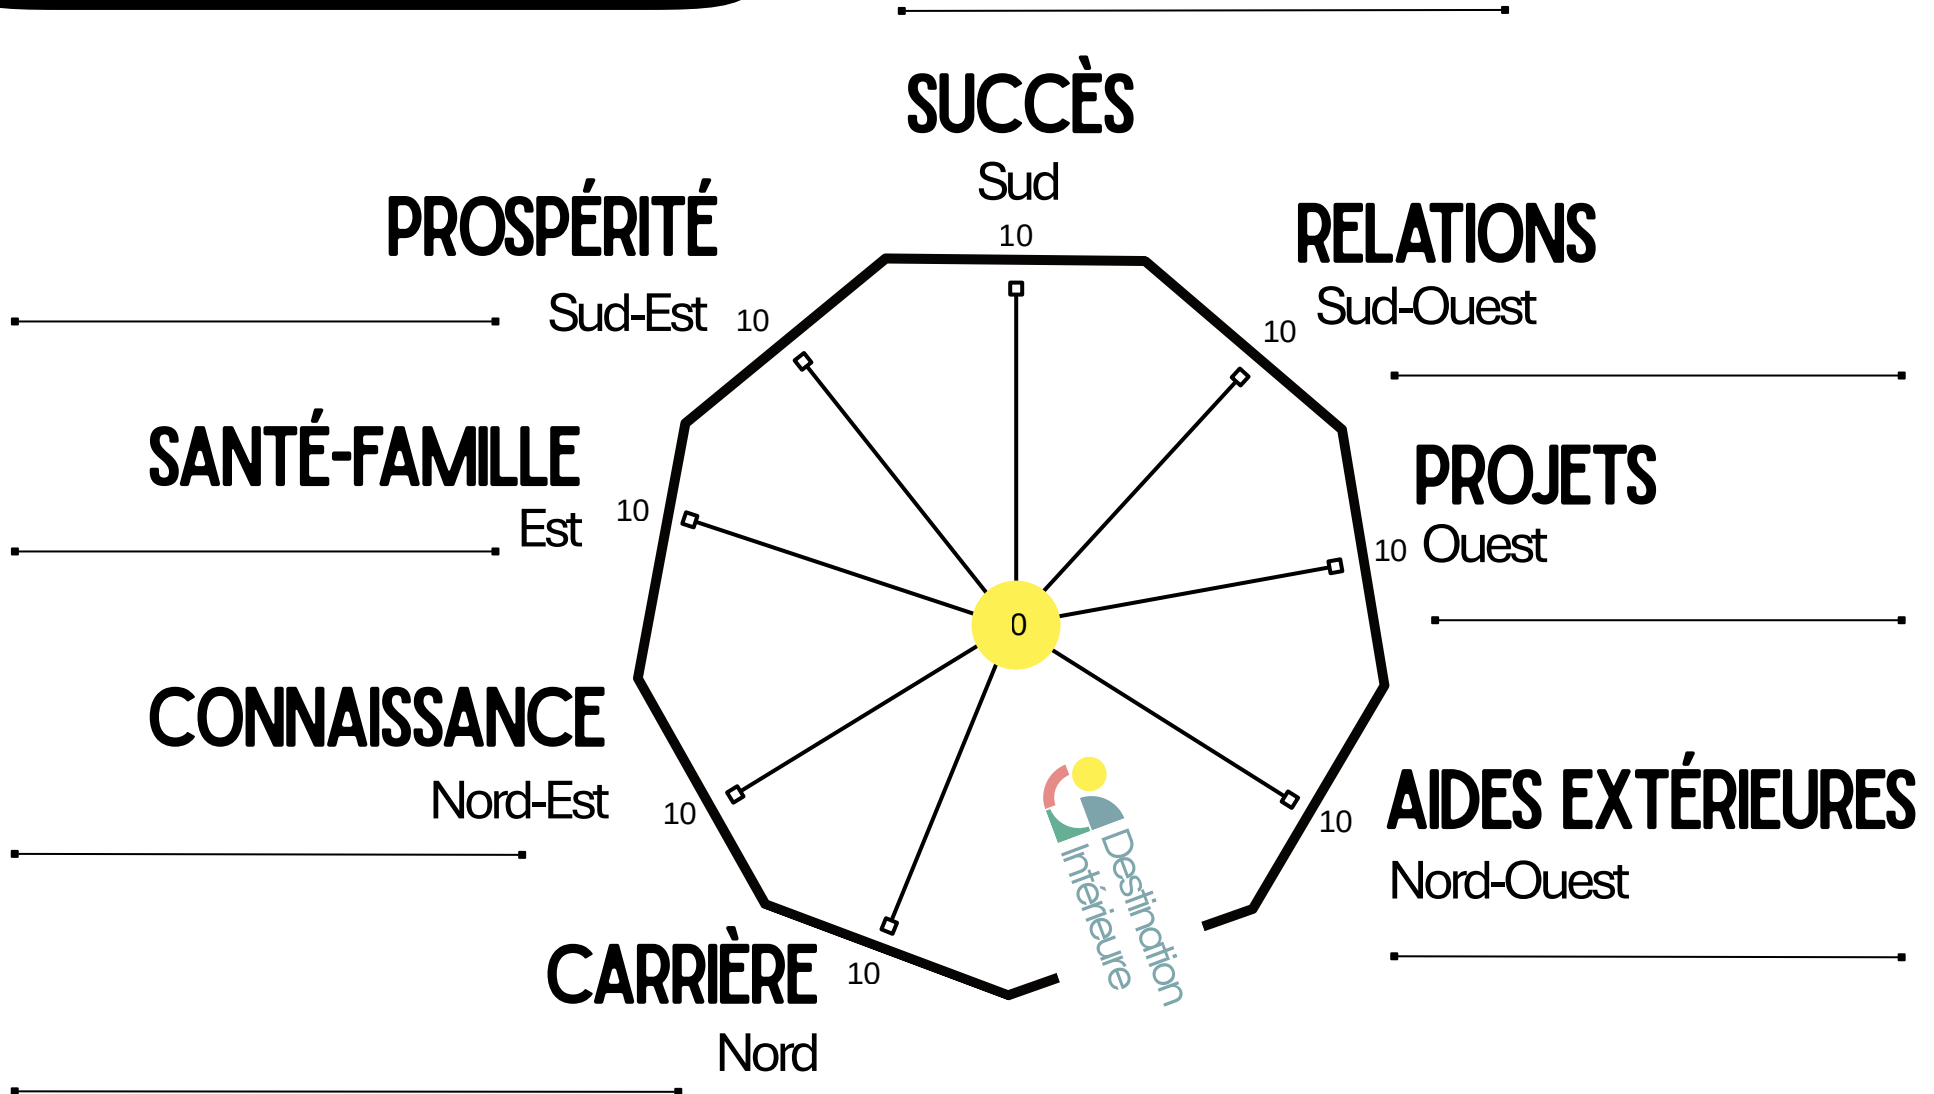 SUCCÈS
Sud
10
PROSPÉRITÉ
Sud-Est
10
RELATIONS
Sud-Ouest
10
SANTÉ-FAMILLE
Est
10
PROJETS
Ouest
10
0
CONNAISSANCE
Nord-Est
10
AIDES EXTÉRIEURES
Nord-Ouest
10
CARRIÈRE
Nord
10
Destination
Intérieure